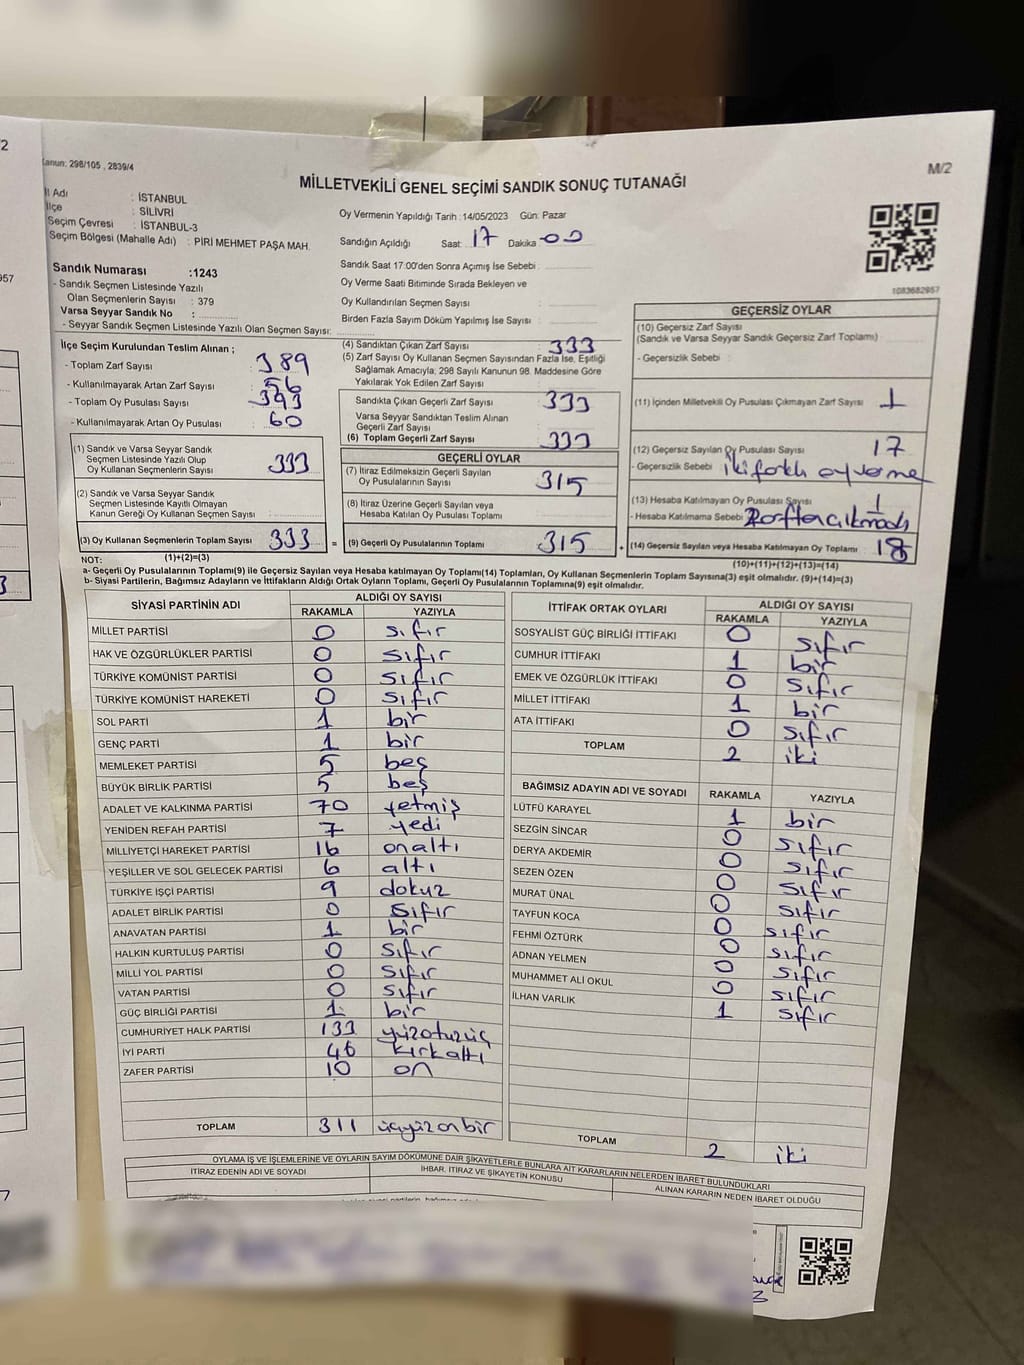 M/2
Kanun: 298/105 , 2839/4
MİLLETVEKİLİ GENEL SEÇİMİ SANDIK SONUÇ TUTANAĞI
İl Adı : İSTANBUL
İlçe : SİLİVRİ
Seçim Çevresi : İSTANBUL-3
Seçim Bölgesi (Mahalle Adı) : PİRİ MEHMET PAŞA MAH.
Oy Vermenin Yapıldığı Tarih :14/05/2023 Gün: Pazar
Sandığın Açıldığı Saat: 17 Dakika: 00
Sandık Saat 17:00'den Sonra Açımış İse Sebebi :
Oy Verme Saati Bitiminde Sırada Bekleyen ve
Oy Kullandırılan Seçmen Sayısı :
Birden Fazla Sayım Döküm Yapılmış İse Sayısı :
1083682957
Sandık Numarası :1243
- Sandık Seçmen Listesinde Yazılı
Olan Seçmenlerin Sayısı : 379
Varsa Seyyar Sandık No :
- Seyyar Sandık Seçmen Listesinde Yazılı Olan Seçmen Sayısı:
İlçe Seçim Kurulundan Teslim Alınan ;
- Toplam Zarf Sayısı : 389
- Kullanılmayarak Artan Zarf Sayısı : 56
- Toplam Oy Pusulası Sayısı : 393
- Kullanılmayarak Artan Oy Pusulası : 60
(1) Sandık ve Varsa Seyyar Sandık
Seçmen Listesinde Yazılı Olup
Oy Kullanan Seçmenlerin Sayısı : 333
(2) Sandık ve Varsa Seyyar Sandık
Seçmen Listesinde Kayıtlı Olmayan
Kanun Gereği Oy Kullanan Seçmen Sayısı :
(3) Oy Kullanan Seçmenlerin Toplam Sayısı : 333
(4) Sandıktan Çıkan Zarf Sayısı : 333
(5) Zarf Sayısı Oy Kullanan Seçmen Sayısından Fazla İse, Eşitliği
Sağlamak Amacıyla, 298 Sayılı Kanunun 98. Maddesine Göre
Yakılarak Yok Edilen Zarf Sayısı :
Sandıkta Çıkan Geçerli Zarf Sayısı : 333
Varsa Seyyar Sandıktan Teslim Alınan
Geçerli Zarf Sayısı :
(6) Toplam Geçerli Zarf Sayısı : 333
GEÇERLİ OYLAR
(7) İtiraz Edilmeksizin Geçerli Sayılan
Oy Pusulalarının Sayısı : 315
(8) İtiraz Üzerine Geçerli Sayılan veya
Hesaba Katılan Oy Pusulası Toplamı :
= (9) Geçerli Oy Pusulalarının Toplamı : 315
GEÇERSİZ OYLAR
(10) Geçersiz Zarf Sayısı
(Sandık ve Varsa Seyyar Sandık Geçersiz Zarf Toplamı) :
- Geçersizlik Sebebi :
(11) İçinden Milletvekili Oy Pusulası Çıkmayan Zarf Sayısı : 1
(12) Geçersiz Sayılan Oy Pusulası Sayısı : 17
- Geçersizlik Sebebi : iki farklı oy verme
(13) Hesaba Katılmayan Oy Pusulası Sayısı : 1
- Hesaba Katılmama Sebebi :
+ (14) Geçersiz Sayılan veya Hesaba Katılmayan Oy Toplamı : 18
(10)+(11)+(12)+(13)=(14)
NOT: (1)+(2)=(3)
a- Geçerli Oy Pusulalarının Toplamı(9) ile Geçersiz Sayılan veya Hesaba katılmayan Oy Toplamı(14) Toplamları, Oy Kullanan Seçmenlerin Toplam Sayısına(3) eşit olmalıdır. (9)+(14)=(3)
b- Siyasi Partilerin, Bağımsız Adayların ve İttifakların Aldığı Ortak Oyların Toplamı, Geçerli Oy Pusulalarının Toplamına(9) eşit olmalıdır.
SİYASİ PARTİNİN ADI ALDIĞI OY SAYISI
RAKAMLA YAZIYLA
MİLLET PARTİSİ 0 sıfır
HAK VE ÖZGÜRLÜKLER PARTİSİ 0 sıfır
TÜRKİYE KOMÜNİST PARTİSİ 0 sıfır
TÜRKİYE KOMÜNİST HAREKETİ 0 sıfır
SOL PARTİ 1 bir
GENÇ PARTİ 1 bir
MEMLEKET PARTİSİ 5 beş
BÜYÜK BİRLİK PARTİSİ 5 beş
ADALET VE KALKINMA PARTİSİ 70 yetmiş
YENİDEN REFAH PARTİSİ 7 yedi
MİLLİYETÇİ HAREKET PARTİSİ 16 onaltı
YEŞİLLER VE SOL GELECEK PARTİSİ 6 altı
TÜRKİYE İŞÇİ PARTİSİ 9 dokuz
ADALET BİRLİK PARTİSİ 0 sıfır
ANAVATAN PARTİSİ 1 bir
HALKIN KURTULUŞ PARTİSİ 0 sıfır
MİLLİ YOL PARTİSİ 0 sıfır
VATAN PARTİSİ 0 sıfır
GÜÇ BİRLİĞİ PARTİSİ 1 bir
CUMHURİYET HALK PARTİSİ 133 yüzotuzüç
İYİ PARTİ 46 kırkaltı
ZAFER PARTİSİ 10 on
TOPLAM 311 üçyüzonbir
İTTİFAK ORTAK OYLARI ALDIĞI OY SAYISI
RAKAMLA YAZIYLA
SOSYALİST GÜÇ BİRLİĞİ İTTİFAKI 0 sıfır
CUMHUR İTTİFAKI 1 bir
EMEK VE ÖZGÜRLÜK İTTİFAKI 0 sıfır
MİLLET İTTİFAKI 1 bir
ATA İTTİFAKI 0 sıfır
TOPLAM 2 iki
BAĞIMSIZ ADAYIN ADI VE SOYADI RAKAMLA YAZIYLA
LÜTFÜ KARAYEL 1 bir
SEZGİN SİNCAR 0 sıfır
DERYA AKDEMİR 0 sıfır
SEZEN ÖZEN 0 sıfır
MURAT ÜNAL 0 sıfır
TAYFUN KOCA 0 sıfır
FEHMİ ÖZTÜRK 0 sıfır
ADNAN YELMEN 0 sıfır
MUHAMMET ALİ OKUL 0 sıfır
İLHAN VARLIK 1 sıfır
TOPLAM 2 iki
OYLAMA İŞ VE İŞLEMLERİNE VE OYLARIN SAYIM DÖKÜMÜNE DAİR ŞİKAYETLERLE BUNLARA AİT KARARLARIN NELERDEN İBARET BULUNDUKLARI
İTİRAZ EDENİN ADI VE SOYADI İHBAR, İTİRAZ VE ŞİKAYETİN KONUSU ALINAN KARARIN NEDEN İBARET OLDUĞU